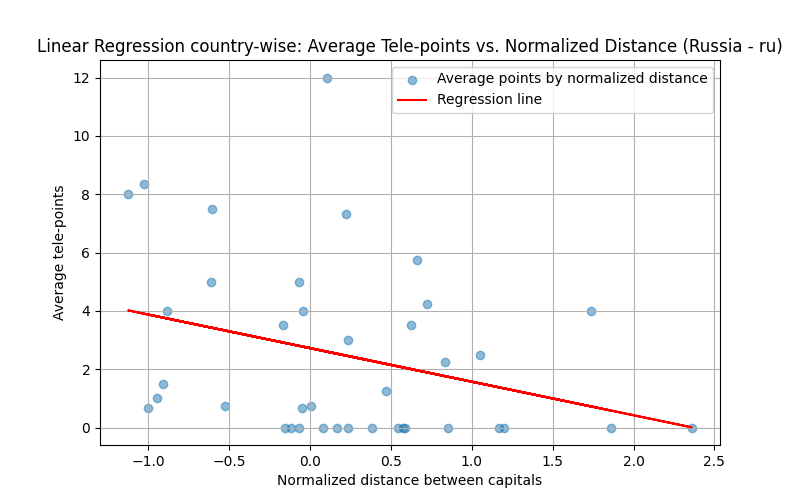 Linear Regression country-wise: Average Tele-points vs. Normalized Distance (Russia - ru)
Average points by normalized distance
Regression line
12
10
8
6
4
2
0
Average tele-points
−1.0 −0.5 0.0 0.5 1.0 1.5 2.0 2.5
Normalized distance between capitals